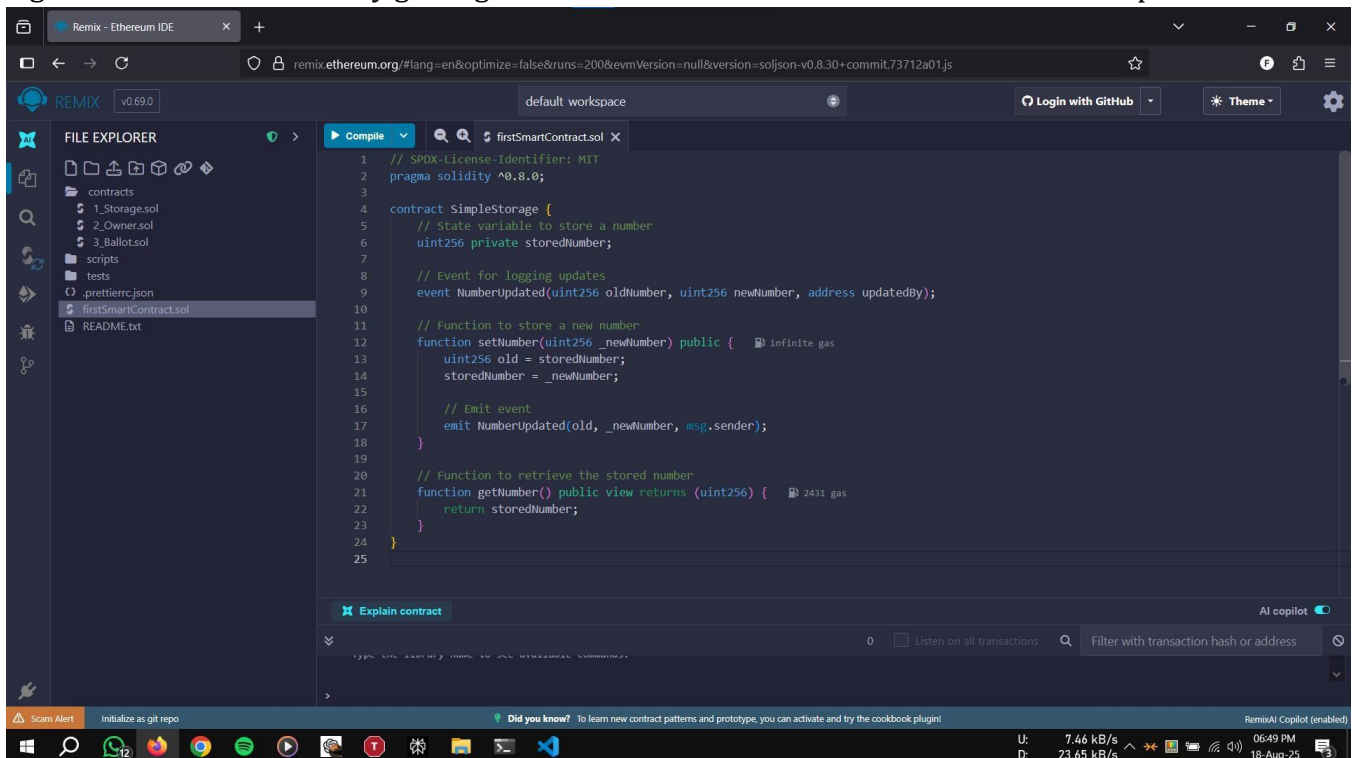 Remix - Ethereum IDE
remix.ethereum.org/#lang=en&optimize=false&runs=200&evmVersion=null&version=soljson-v0.8.30+commit.73712a01.js
REMIX v0.69.0 default workspace Login with GitHub Theme
FILE EXPLORER
contracts
1_Storage.sol
2_Owner.sol
3_Ballot.sol
scripts
tests
.prettierrc.json
firstSmartContract.sol
README.txt
Compile firstSmartContract.sol
1 // SPDX-License-Identifier: MIT
2 pragma solidity ^0.8.0;
3
4 contract SimpleStorage {
5 // State variable to store a number
6 uint256 private storedNumber;
7
8 // Event for logging updates
9 event NumberUpdated(uint256 oldNumber, uint256 newNumber, address updatedBy);
10
11 // Function to store a new number
12 function setNumber(uint256 _newNumber) public { infinite gas
13 uint256 old = storedNumber;
14 storedNumber = _newNumber;
15
16 // Emit event
17 emit NumberUpdated(old, _newNumber, msg.sender);
18 }
19
20 // Function to retrieve the stored number
21 function getNumber() public view returns (uint256) { 2431 gas
22 return storedNumber;
23 }
24 }
25
Explain contract AI copilot
0 Listen on all transactions Filter with transaction hash or address
Type the library name to see available commands.
>
Scam Alert Initialize as git repo Did you know? To learn new contract patterns and prototype, you can activate and try the cookbook plugin! RemixAI Copilot (enabled)
12
U: 7.46 kB/s
D: 23.65 kB/s
06:49 PM
18-Aug-25
3